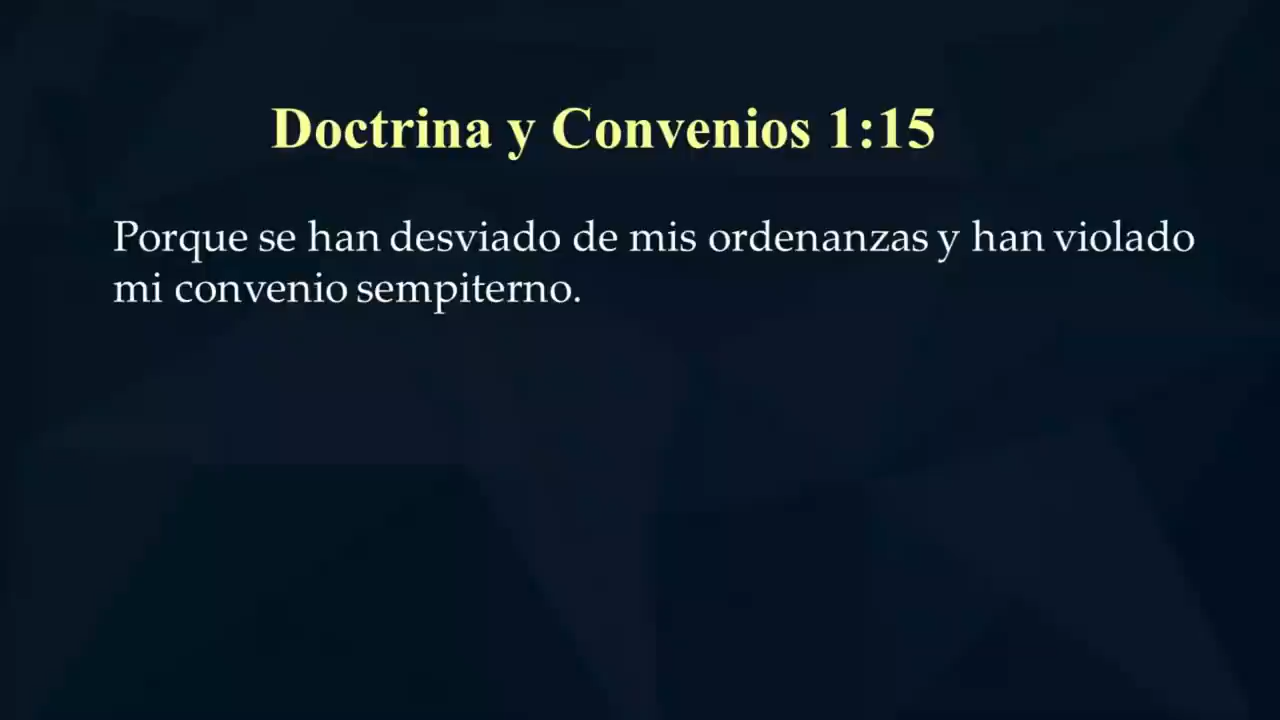 Doctrina y Convenios 1:15
Porque se han desviado de mis ordenanzas y han violado
mi convenio sempiterno.